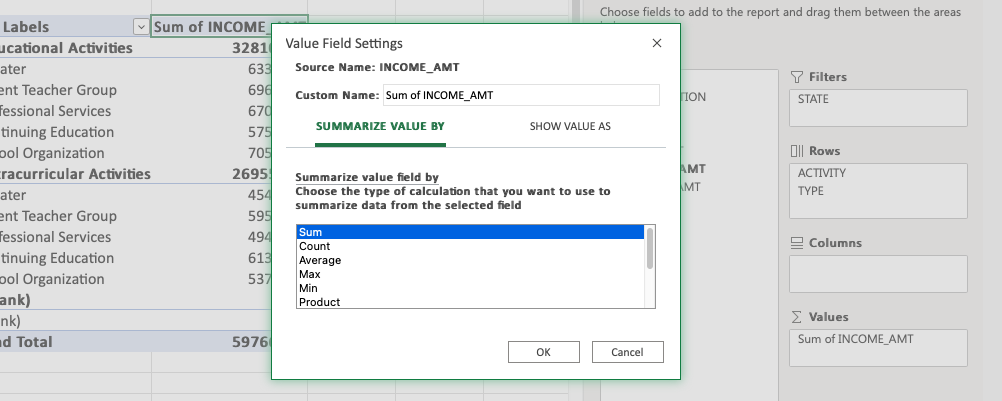 Choose fields to add to the report and drag them between the areas
Labels Sum of INCOME_AMT
ucational Activities 3281
ater 633
ent Teacher Group 696
fessional Services 670
tinuing Education 575
ool Organization 705
racurricular Activities 2695
ater 454
ent Teacher Group 595
fessional Services 494
tinuing Education 613
ool Organization 537
ank)
nk)
nd Total 5976
Value Field Settings
Source Name: INCOME_AMT
Custom Name: Sum of INCOME_AMT
SUMMARIZE VALUE BY SHOW VALUE AS
Summarize value field by
Choose the type of calculation that you want to use to
summarize data from the selected field
Sum
Count
Average
Max
Min
Product
OK Cancel
TION
AMT
AMT
Filters
STATE
Rows
ACTIVITY
TYPE
Columns
Σ Values
Sum of INCOME_AMT